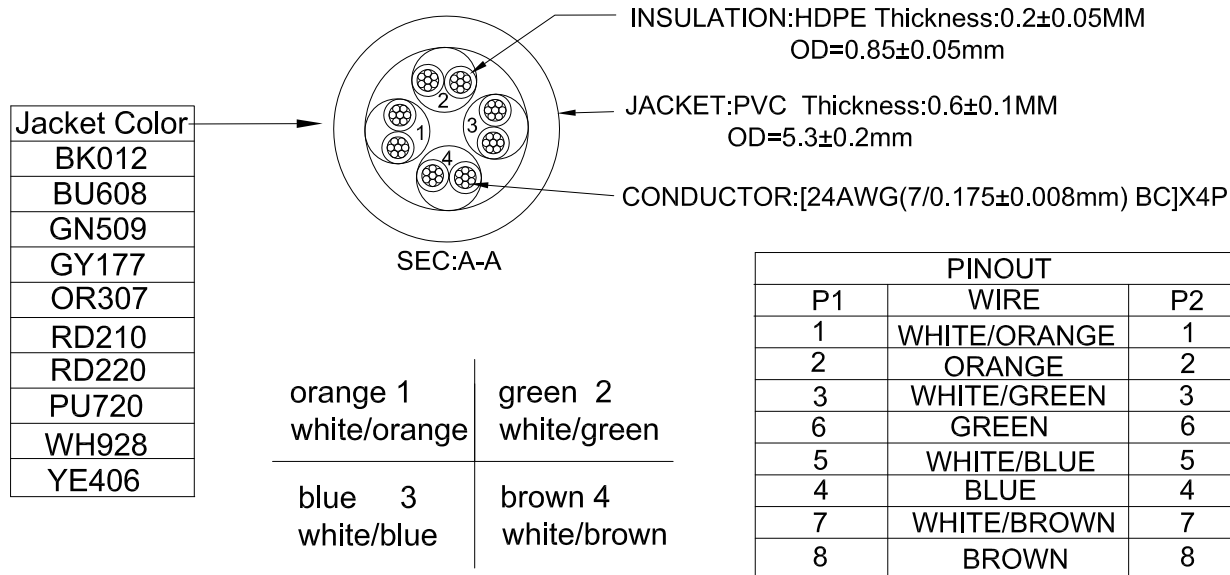 INSULATION:HDPE Thickness:0.2±0.05MM
OD=0.85±0.05mm
JACKET:PVC Thickness:0.6±0.1MM
OD=5.3±0.2mm
CONDUCTOR:[24AWG(7/0.175±0.008mm) BC]X4P
2
1
3
4
SEC:A-A
Jacket Color
BK012
BU608
GN509
GY177
OR307
RD210
RD220
PU720
WH928
YE406
orange 1
white/orange
green 2
white/green
blue 3
white/blue
brown 4
white/brown
PINOUT
P1 WIRE P2
1 WHITE/ORANGE 1
2 ORANGE 2
3 WHITE/GREEN 3
6 GREEN 6
5 WHITE/BLUE 5
4 BLUE 4
7 WHITE/BROWN 7
8 BROWN 8